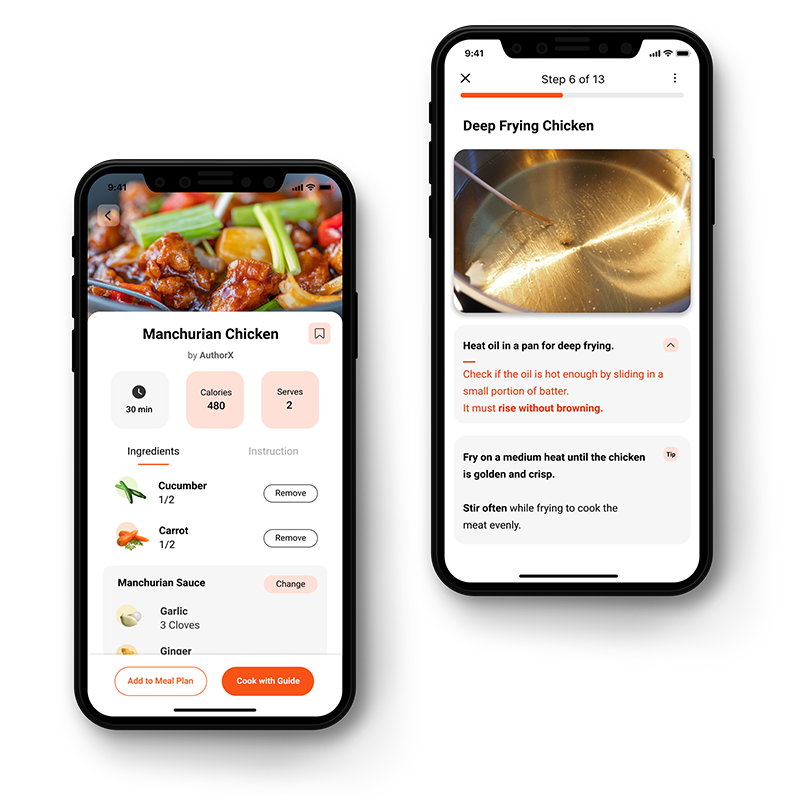 9:41
Manchurian Chicken
by AuthorX
30 min
Calories
480
Serves
2
Ingredients
Instruction
Cucumber
1/2
Remove
Carrot
1/2
Remove
Manchurian Sauce
Change
Garlic
3 Cloves
Ginger
Add to Meal Plan
Cook with Guide
9:41
Step 6 of 13
Deep Frying Chicken
Heat oil in a pan for deep frying.
Check if the oil is hot enough by sliding in a
small portion of batter.
It must rise without browning.
Fry on a medium heat until the chicken
is golden and crisp.
Tip
Stir often while frying to cook the
meat evenly.